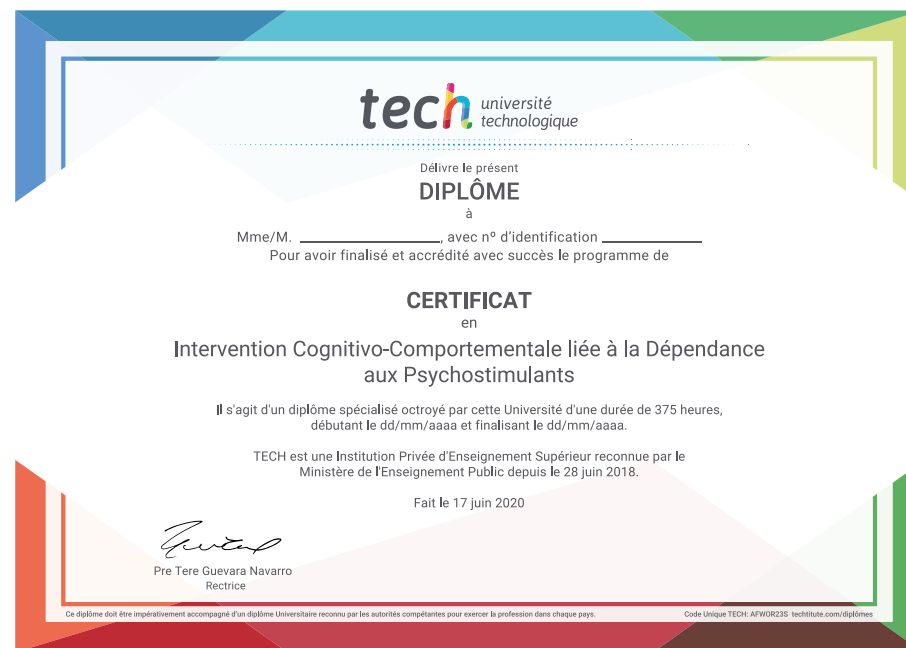 tech université
technologique
Délivre le présent
DIPLÔME
à
Mme/M. ____________, avec nº d'identification ____________
Pour avoir finalisé et accrédité avec succès le programme de
CERTIFICAT
en
Intervention Cognitivo-Comportementale liée à la Dépendance
aux Psychostimulants
Il s'agit d'un diplôme spécialisé octroyé par cette Université d'une durée de 375 heures,
débutant le dd/mm/aaaa et finalisant le dd/mm/aaaa.
TECH est une Institution Privée d'Enseignement Supérieur reconnue par le
Ministère de l'Enseignement Public depuis le 28 juin 2018.
Fait le 17 juin 2020
Pre Tere Guevara Navarro
Rectrice
Ce diplôme doit être impérativement accompagné d'un diplôme Universitaire reconnu par les autorités compétentes pour exercer la profession dans chaque pays.
Code Unique TECH: AFWOR23S techtitute.com/diplômes